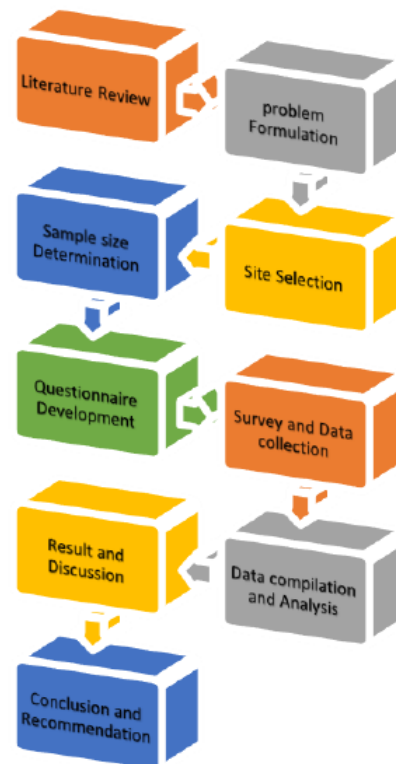 Literature Review
problem
Formulation
Site Selection
Sample size
Determination
Questionnaire
Development
Survey and Data
collection
Data compilation
and Analysis
Result and
Discussion
Conclusion and
Recommendation